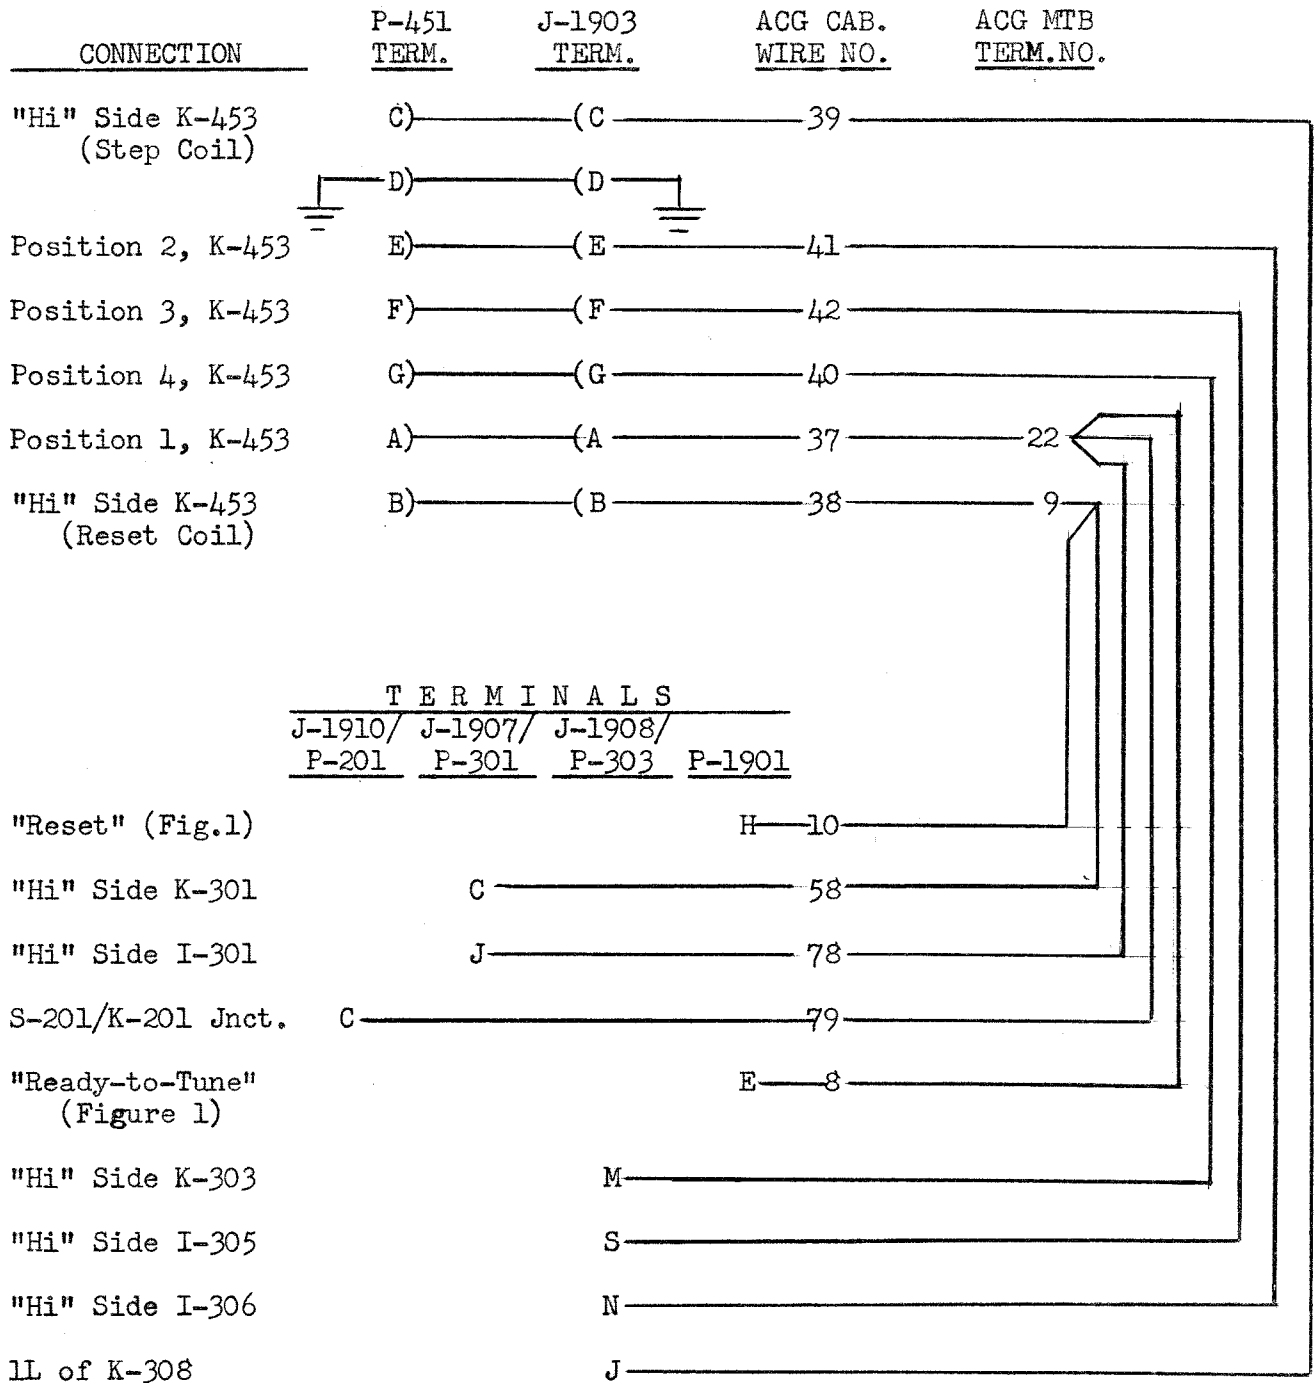 P-451 J-1903 ACG CAB. ACG MTB
CONNECTION TERM. TERM. WIRE NO. TERM.NO.
"Hi" Side K-453 C) (C 39
(Step Coil)
D) (D
Position 2, K-453 E) (E 41
Position 3, K-453 F) (F 42
Position 4, K-453 G) (G 40
Position 1, K-453 A) (A 37 22
"Hi" Side K-453 B) (B 38 9
(Reset Coil)
T E R M I N A L S
J-1910/ J-1907/ J-1908/
P-201 P-301 P-303 P-1901
"Reset" (Fig.1) H 10
"Hi" Side K-301 C 58
"Hi" Side I-301 J 78
S-201/K-201 Jnct. C 79
"Ready-to-Tune" E 8
(Figure 1)
"Hi" Side K-303 M
"Hi" Side I-305 S
"Hi" Side I-306 N
1L of K-308 J